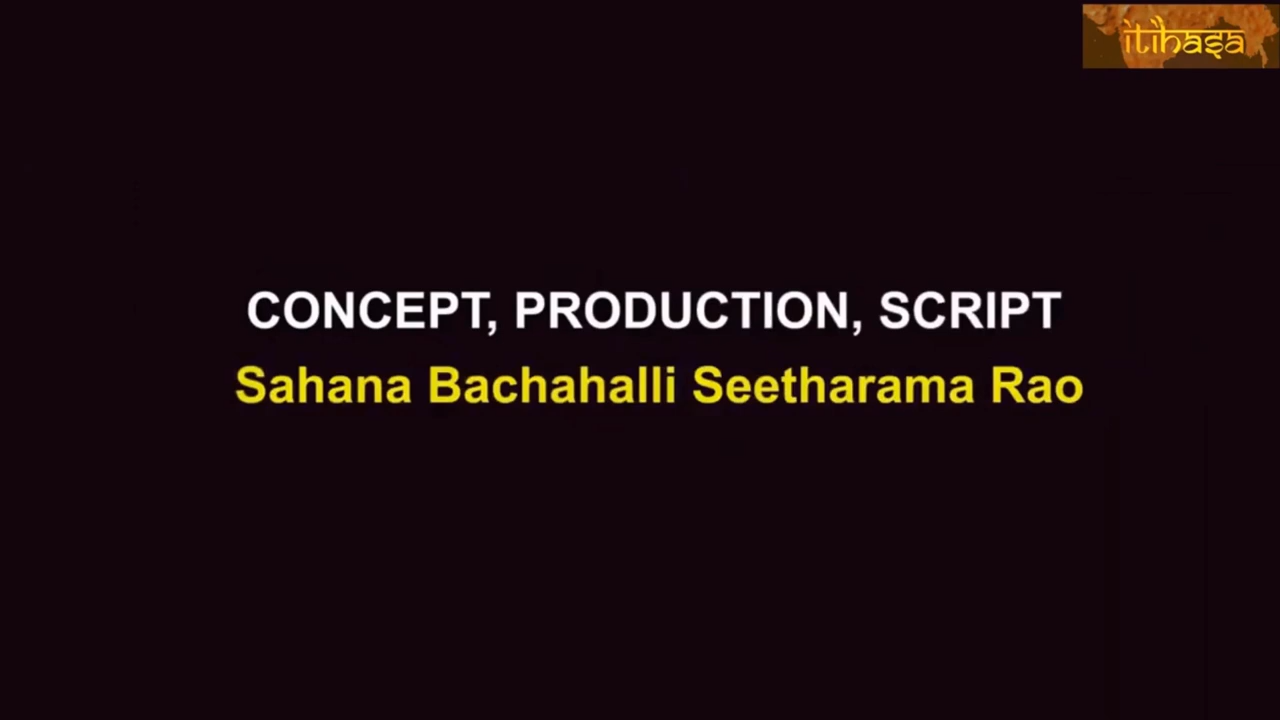 itihasa
CONCEPT, PRODUCTION, SCRIPT
Sahana Bachahalli Seetharama Rao